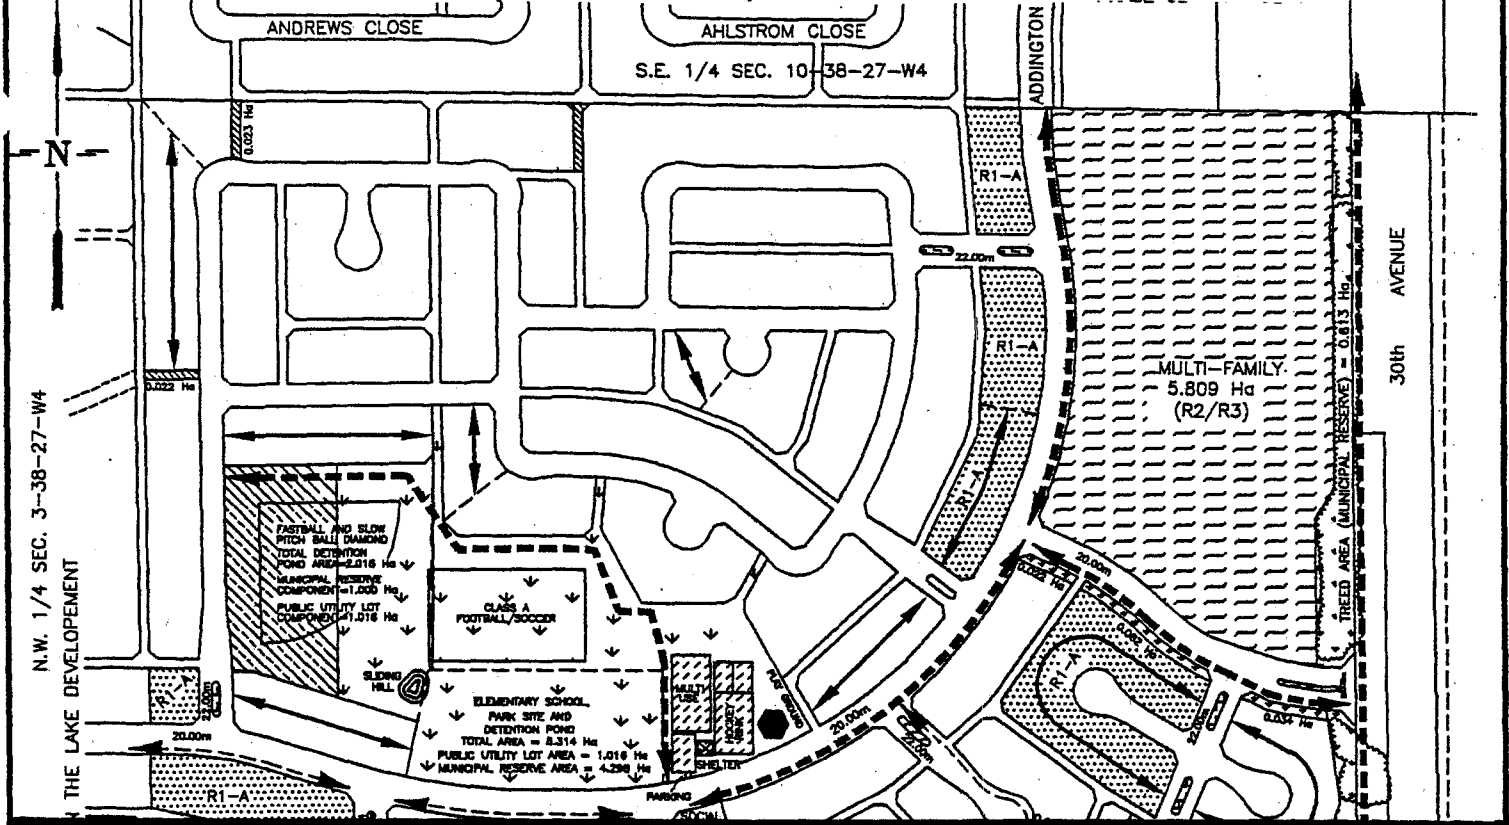 ANDREWS CLOSE
AHLSTROM CLOSE
S.E. 1/4 SEC. 10-38-27-W4
ADDINGTON
0.023 Ha
N
R1-A
22.00m
R1-A
30th AVENUE
MULTI-FAMILY
5.809 Ha
(R2/R3)
TREED AREA (MUNICIPAL RESERVE) = 0.613 Ha
0.022 Ha
N.W. 1/4 SEC. 3-38-27-W4
THE LAKE DEVELOPEMENT
R1-A
FASTBALL AND SLOW
PITCH BALL DIAMOND
TOTAL DETENTION
POND AREA=2.016 Ha
MUNICIPAL RESERVE
COMPONENT=1.000 Ha
PUBLIC UTILITY LOT
COMPONENT=1.016 Ha
CLASS A
FOOTBALL/SOCCER
SLIDING
HILL
ELEMENTARY SCHOOL,
PARK SITE AND
DETENTION POND
TOTAL AREA = 5.314 Ha
PUBLIC UTILITY LOT AREA = 1.016 Ha
MUNICIPAL RESERVE AREA = 4.298 Ha
MULTI
USE
HOCKEY
RINK
PLAY GROUND
SHELTER
PARKING
SOCIAL
20.00m
20.00m
0.022 Ha
0.062 Ha
R1-A
22.00m
0.034 Ha
R1-A
22.00m
20.00m
R1-A